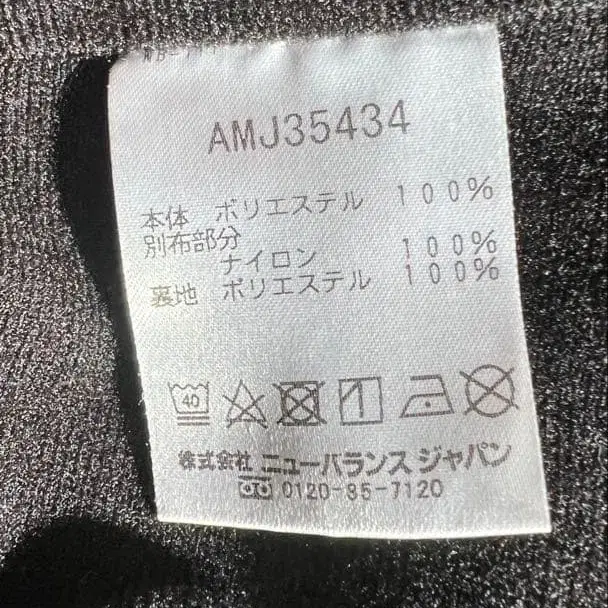 AMJ35434
本体 ポリエステル 100%
別布部分
ナイロン 100%
裏地 ポリエステル 100%
40
株式会社 ニューバランス ジャパン
0120-85-7120